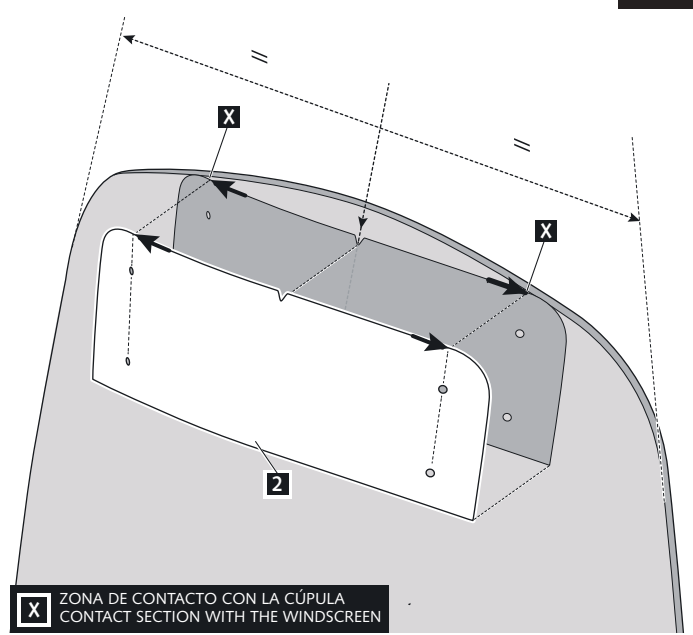 X
X
2
X
ZONA DE CONTACTO CON LA CÚPULA
CONTACT SECTION WITH THE WINDSCREEN